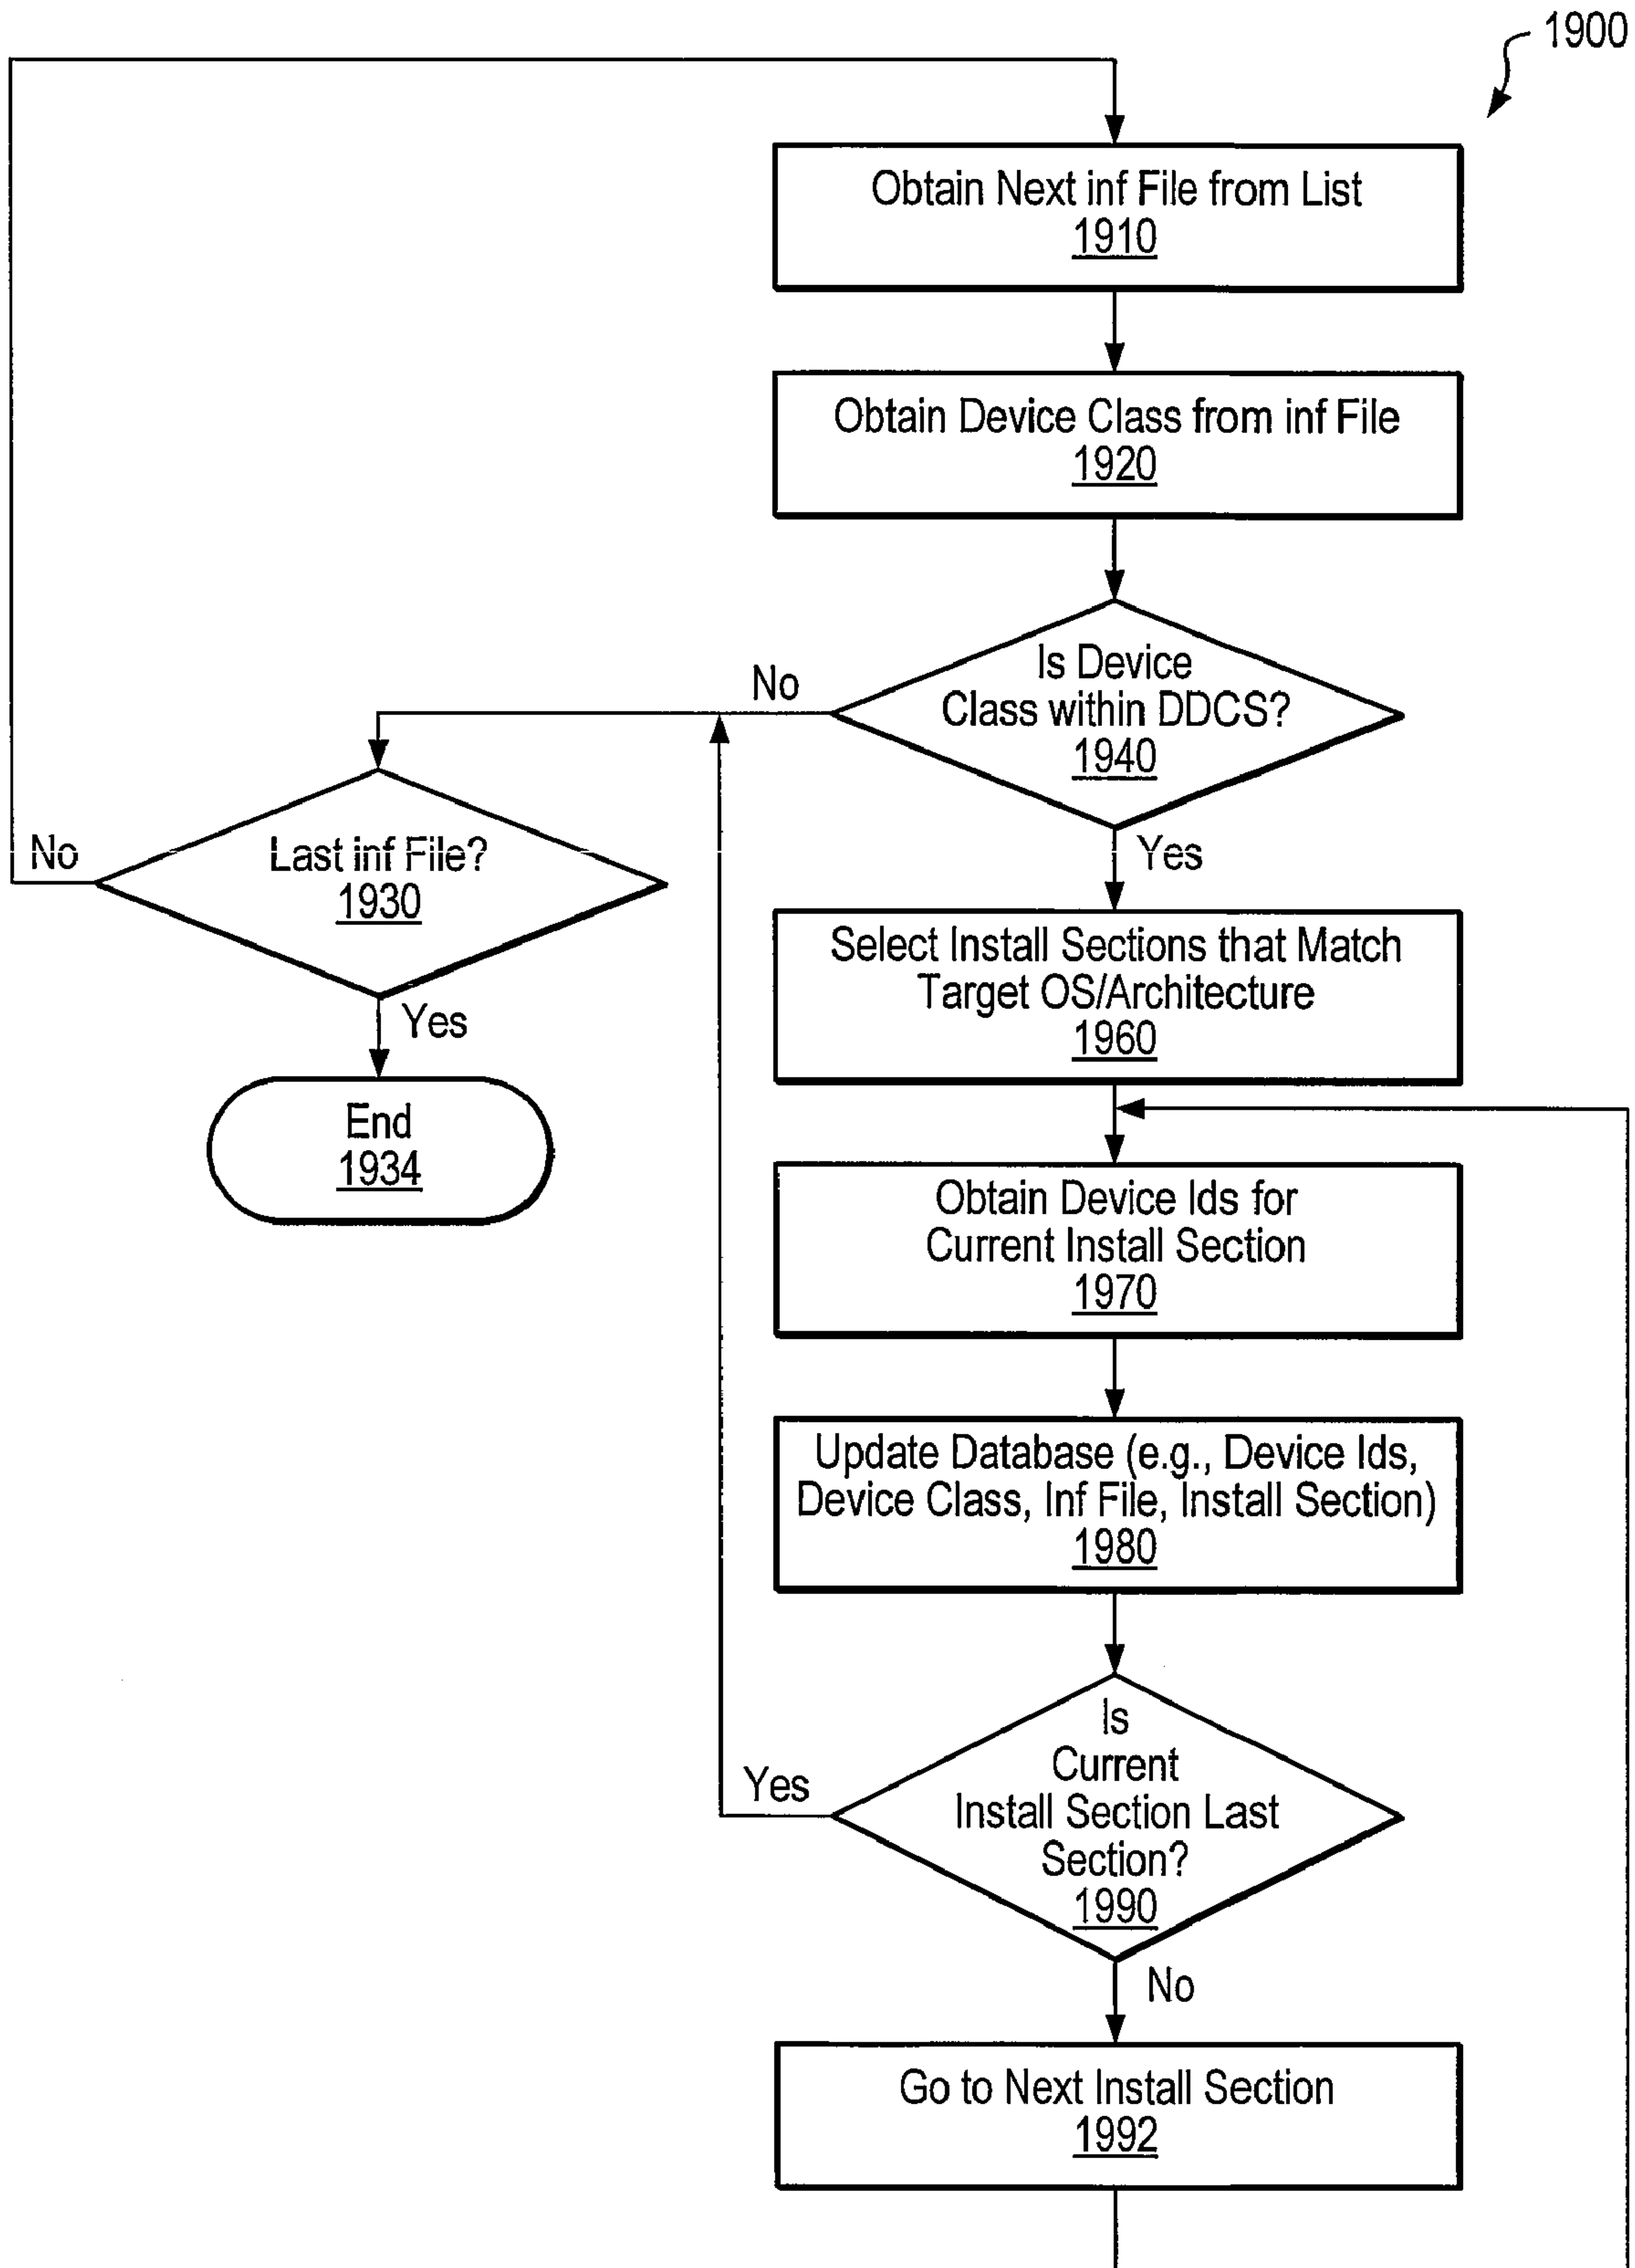 1900
Obtain Next inf File from List
1910
Obtain Device Class from inf File
1920
Is Device
Class within DDCS?
1940
No
Yes
Last inf File?
1930
No
Yes
End
1934
Select Install Sections that Match
Target OS/Architecture
1960
Obtain Device Ids for
Current Install Section
1970
Update Database (e.g., Device Ids,
Device Class, Inf File, Install Section)
1980
Is
Current
Install Section Last
Section?
1990
Yes
No
Go to Next Install Section
1992